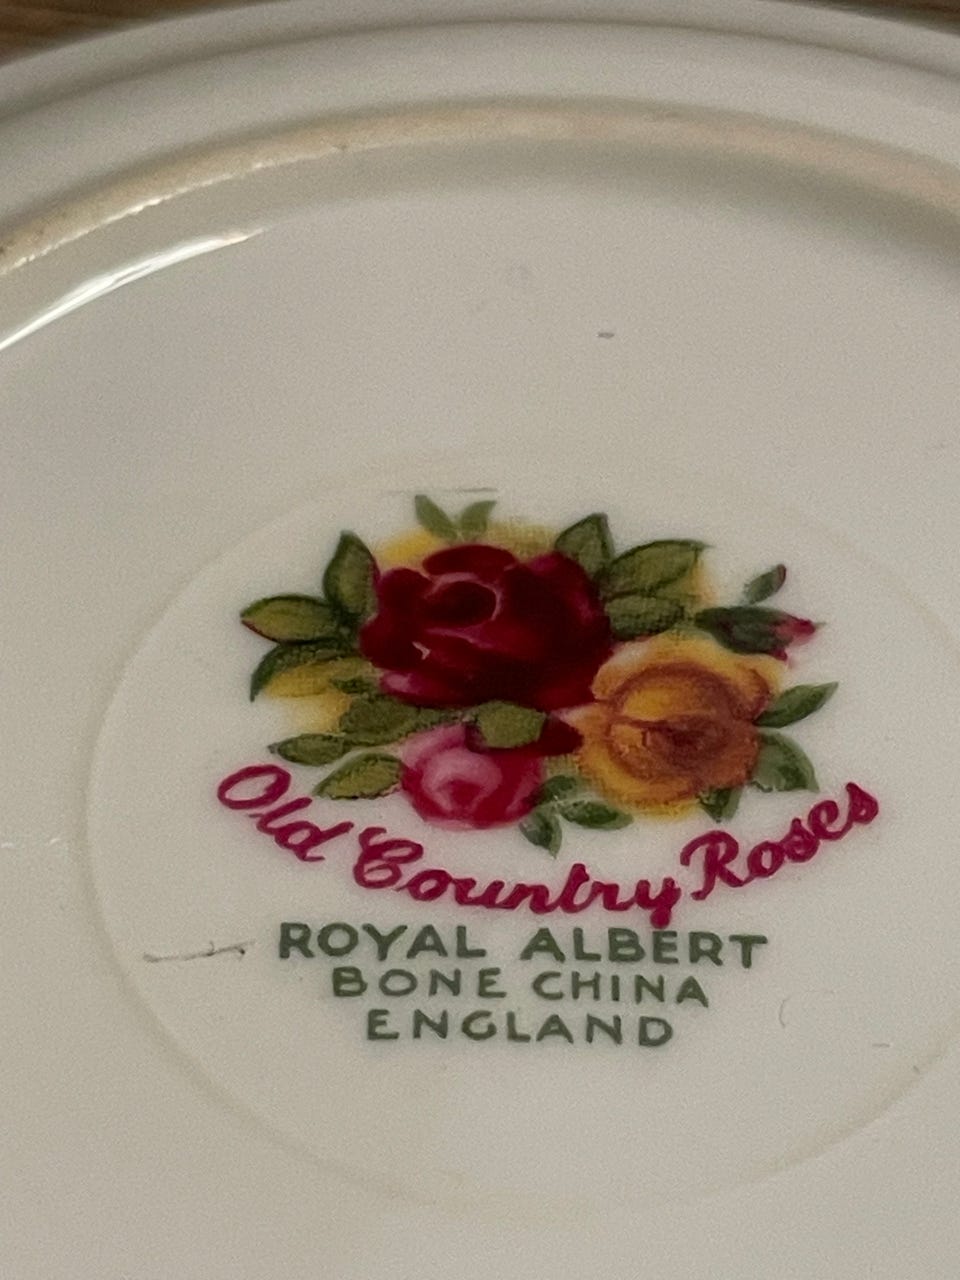 Old Country Roses
ROYAL ALBERT
BONE CHINA
ENGLAND